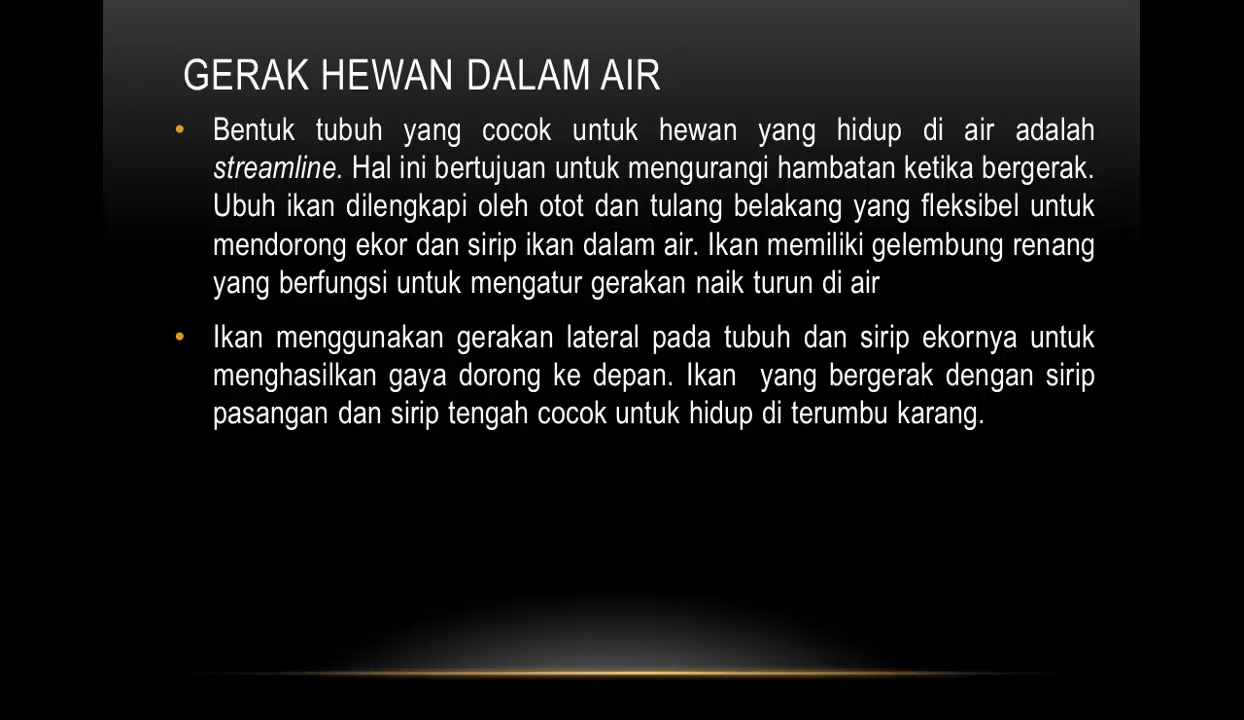 GERAK HEWAN DALAM AIR
• Bentuk tubuh yang cocok untuk hewan yang hidup di air adalah
streamline. Hal ini bertujuan untuk mengurangi hambatan ketika bergerak.
Ubuh ikan dilengkapi oleh otot dan tulang belakang yang fleksibel untuk
mendorong ekor dan sirip ikan dalam air. Ikan memiliki gelembung renang
yang berfungsi untuk mengatur gerakan naik turun di air
• Ikan menggunakan gerakan lateral pada tubuh dan sirip ekornya untuk
menghasilkan gaya dorong ke depan. Ikan yang bergerak dengan sirip
pasangan dan sirip tengah cocok untuk hidup di terumbu karang.